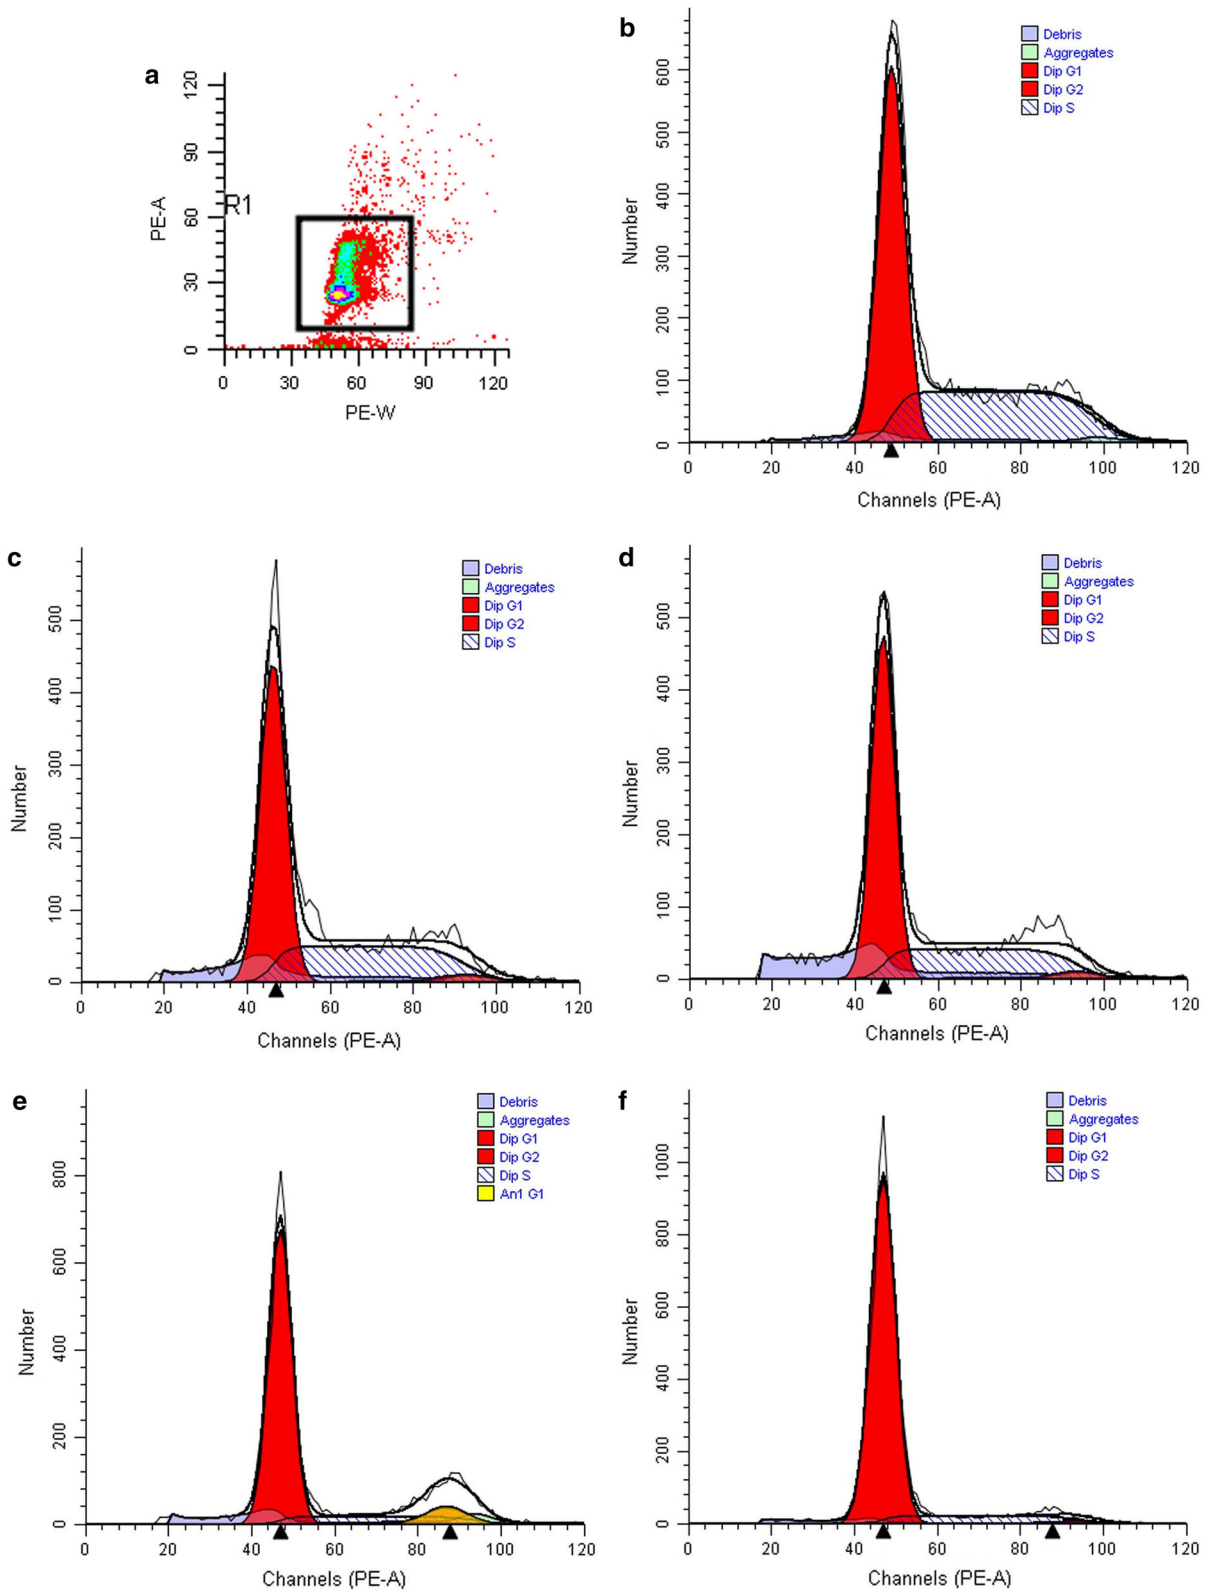 a
PE-A
120
90
60
30
0
R1
0 30 60 90 120
PE-W
b
Debris
Aggregates
Dip G1
Dip G2
Dip S
Number
600
500
400
300
200
100
0
0 20 40 60 80 100 120
Channels (PE-A)
c
Debris
Aggregates
Dip G1
Dip G2
Dip S
Number
500
400
300
200
100
0
0 20 40 60 80 100 120
Channels (PE-A)
d
Debris
Aggregates
Dip G1
Dip G2
Dip S
Number
500
400
300
200
100
0
0 20 40 60 80 100 120
Channels (PE-A)
e
Debris
Aggregates
Dip G1
Dip G2
Dip S
An1 G1
Number
800
600
400
200
0
0 20 40 60 80 100 120
Channels (PE-A)
f
Debris
Aggregates
Dip G1
Dip G2
Dip S
Number
1000
800
600
400
200
0
0 20 40 60 80 100 120
Channels (PE-A)